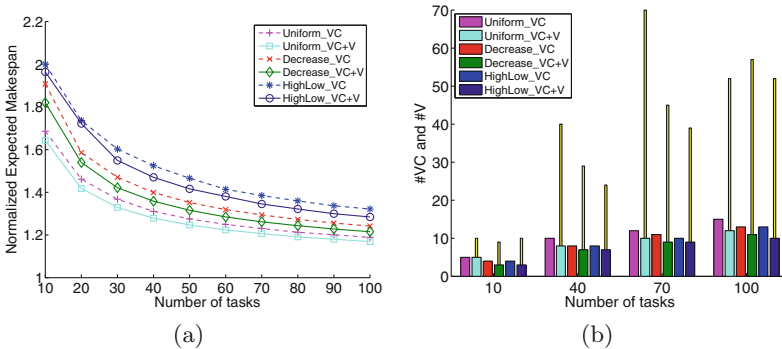 2.2
2
1.8
1.6
1.4
1.2
1
Normalized Expected Makespan
10 20 30 40 50 60 70 80 90 100
Number of tasks
Uniform_VC
Uniform_VC+V
Decrease_VC
Decrease_VC+V
HighLow_VC
HighLow_VC+V
(a)
70
60
50
40
30
20
10
0
#VC and #V
10 40 70 100
Number of tasks
Uniform_VC
Uniform_VC+V
Decrease_VC
Decrease_VC+V
HighLow_VC
HighLow_VC+V
(b)